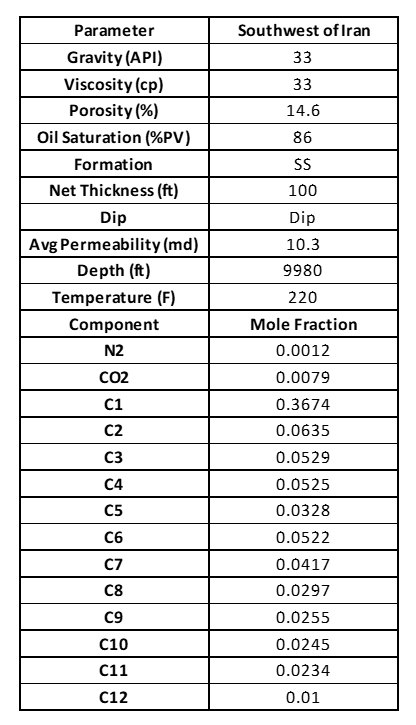 Parameter Southwest of Iran
Gravity (API) 33
Viscosity (cp) 33
Porosity (%) 14.6
Oil Saturation (%PV) 86
Formation SS
Net Thickness (ft) 100
Dip Dip
Avg Permeability (md) 10.3
Depth (ft) 9980
Temperature (F) 220
Component Mole Fraction
N2 0.0012
CO2 0.0079
C1 0.3674
C2 0.0635
C3 0.0529
C4 0.0525
C5 0.0328
C6 0.0522
C7 0.0417
C8 0.0297
C9 0.0255
C10 0.0245
C11 0.0234
C12 0.01